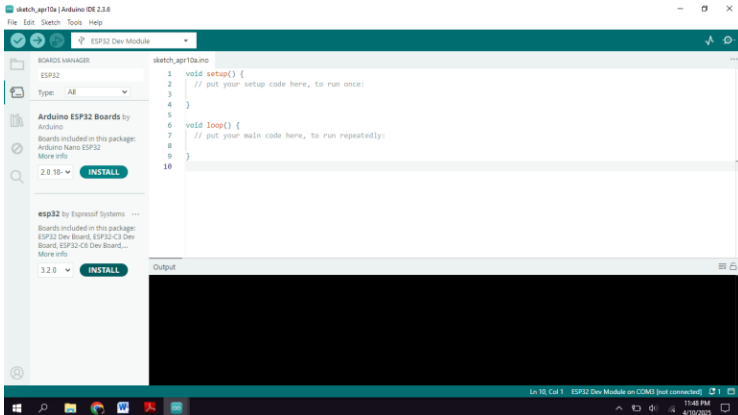 sketch_apr10a | Arduino IDE 2.3.6
File Edit Sketch Tools Help
ESP32 Dev Module
BOARDS MANAGER
ESP32
Type: All
Arduino ESP32 Boards by
Arduino
Boards included in this package:
Arduino Nano ESP32
More info
2.0.18- INSTALL
esp32 by Espressif Systems ...
Boards included in this package:
ESP32 Dev Board, ESP32-C3 Dev
Board, ESP32-C6 Dev Board,...
More info
3.2.0 INSTALL
sketch_apr10a.ino
1 void setup() {
2 // put your setup code here, to run once:
3
4 }
5
6 void loop() {
7 // put your main code here, to run repeatedly:
8
9 }
10
Output
Ln 10, Col 1 ESP32 Dev Module on COM3 [not connected] 1
11:48 PM
4/10/2025